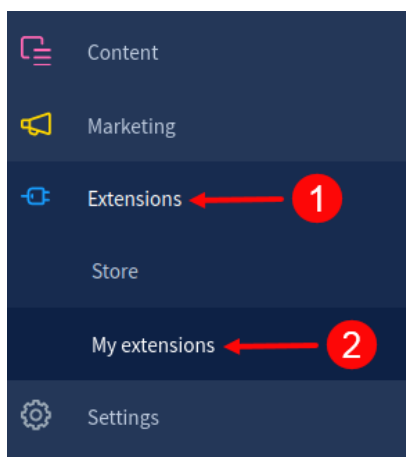 Content
Marketing
Extensions 1
Store
My extensions 2
Settings